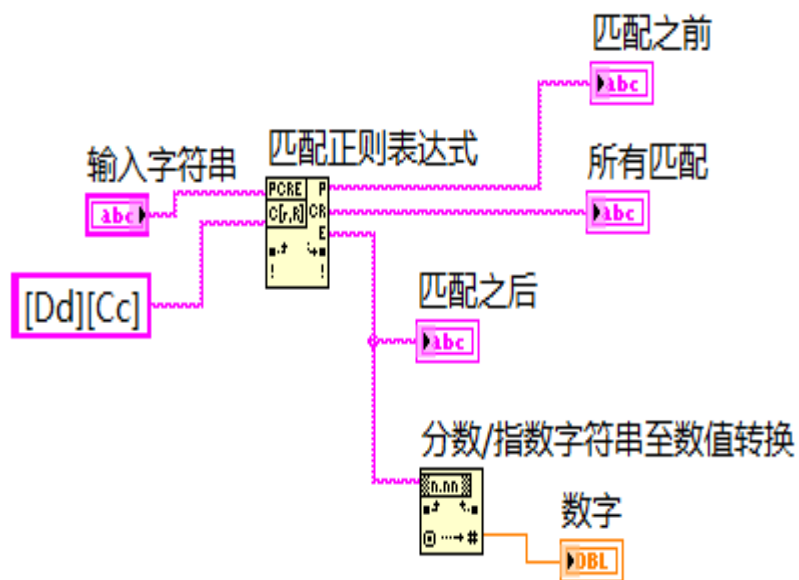 匹配之前
abc
输入字符串
匹配正则表达式
所有匹配
abc
PCRE P
C[r,R] CR
E
abc
!
!
[Dd][Cc]
匹配之后
abc
分数/指数字符串至数值转换
n.nn
#
数字
DBL